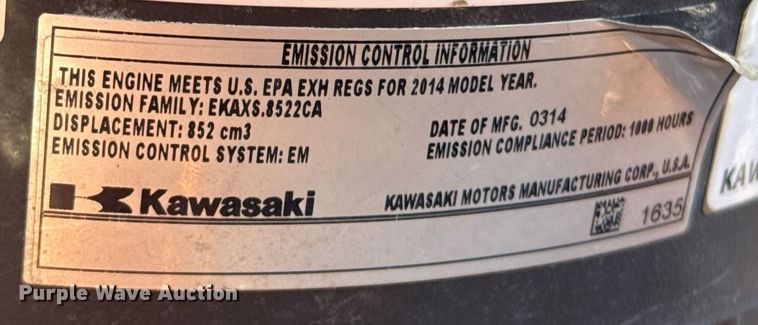 EMISSION CONTROL INFORMATION
THIS ENGINE MEETS U.S. EPA EXH REGS FOR 2014 MODEL YEAR.
EMISSION FAMILY: EKAXS.8522CA
DISPLACEMENT: 852 cm3
DATE OF MFG. 0314
EMISSION CONTROL SYSTEM: EM
EMISSION COMPLIANCE PERIOD: 1000 HOURS
Kawasaki
KAWASAKI MOTORS MANUFACTURING CORP., U.S.A.
1635
KAW
Purple Wave Auction